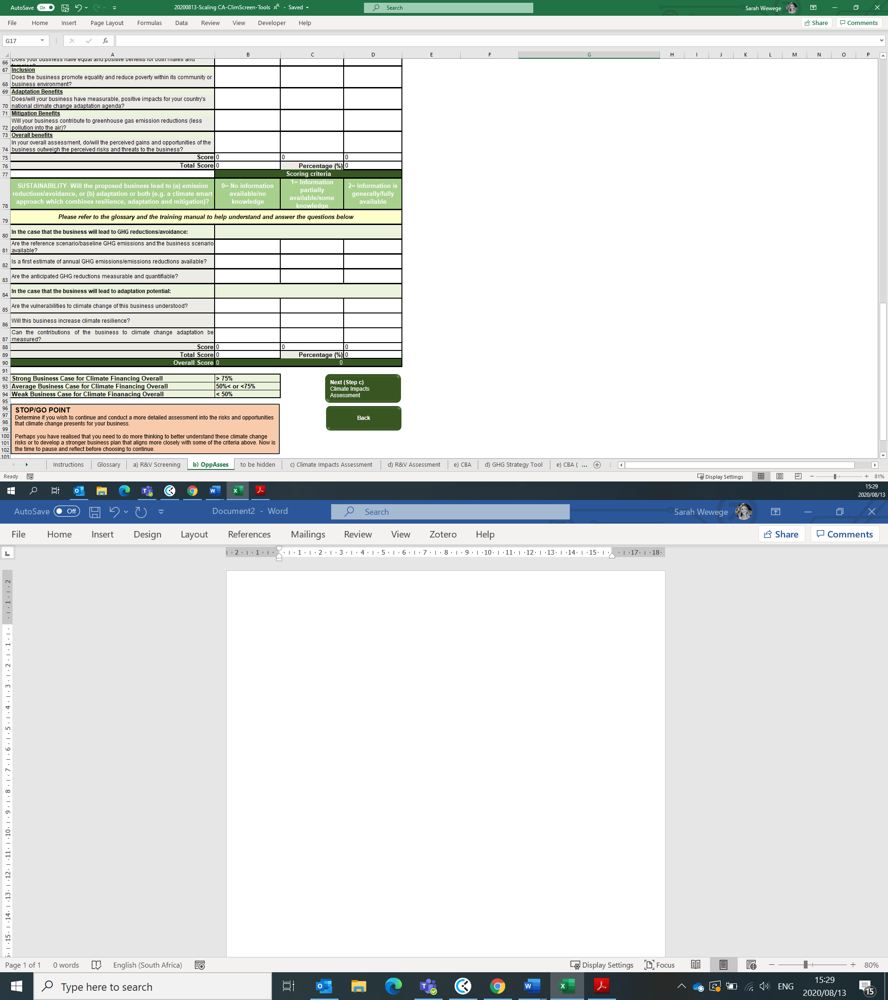 AutoSave On 20200813-Scaling CA-ClimScreen-Tools - Saved Search Sarah Wewege
File Home Insert Page Layout Formulas Data Review View Developer Help Share Comments
G17 fx
A B C D E F G H I J K L M N O P
66 Does your business have equal and positive benefits for both males and
females?
67 Inclusion
Does the business promote equality and reduce poverty within its community or
68 business environment?
69 Adaptation Benefits
Does/will your business have measurable, positive impacts for your country's
70 national climate change adaptation agenda?
71 Mitigation Benefits
Will your business contribute to greenhouse gas emission reductions (less
72 pollution into the air)?
73 Overall benefits
In your overall assessment, do/will the perceived gains and opportunities of the
74 business outweigh the perceived risks and threats to the business?
75 Score 0 0 0
76 Total Score 0 Percentage (%) 0
77 Scoring criteria
78 SUSTAINABILITY- Will the proposed business lead to (a) emission
reductions/avoidance, or (b) adaptation or both (e.g. a climate smart
approach which combines resilience, adaptation and mitigation)?
0= No information
available/no
knowledge
1= Information
partially
available/some
knowledge
2= Information is
generally/fully
available
79 Please refer to the glossary and the training manual to help understand and answer the questions below
80 In the case that the business will lead to GHG reductions/avoidance:
Are the reference scenario/baseline GHG emissions and the business scenario
81 available?
82 Is a first estimate of annual GHG emissions/emissions reductions available?
83 Are the anticipated GHG reductions measurable and quantifiable?
84 In the case that the business will lead to adaptation potential:
85 Are the vulnerabilities to climate change of this business understood?
86 Will this business increase climate resilience?
Can the contributions of the business to climate change adaptation be
87 measured?
88 Score 0 0 0
89 Total Score 0 Percentage (%) 0
90 Overall Score 0 0
91
92 Strong Business Case for Climate Financing Overall > 75%
93 Average Business Case for Climate Financing Overall 50%< or <75%
94 Weak Business Case for Climate Finanacing Overall < 50%
95
96
97
98
99
100
101
102
103
Next (Step c)
Climate Impacts
Assessment
Back
STOP/GO POINT
Determine if you wish to continue and conduct a more detailed assessment into the risks and opportunities
that climate change presents for your business.
Perhaps you have realised that you need to do more thinking to better understand these climate change
risks or to develop a stronger business plan that aligns more closely with some of the criteria above. Now is
the time to pause and reflect before choosing to continue.
Instructions Glossary a) R&V Screening b) OppAsses to be hidden c) Climate Impacts Assessment d) R&V Assessment e) CBA d) GHG Strategy Tool e) CBA ( ...
Ready Display Settings 81%
15:29
2020/08/13
AutoSave Off Document2 - Word Search Sarah Wewege
File Home Insert Design Layout References Mailings Review View Zotero Help Share Comments
2 1 1 2 3 4 5 6 7 8 9 10 11 12 13 14 15 17 18
2 1 1 2 3 4 5 6 7 8 9 10 11 12 13 14 15
Page 1 of 1 0 words English (South Africa) Display Settings Focus 80%
Type here to search ENG 15:29
2020/08/13 15